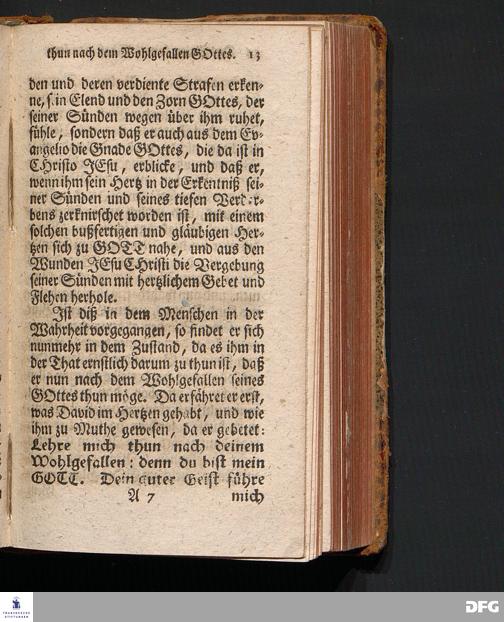 thun nach dem Wohlgefallen GOttes. 13
den und deren verdiente Strafen erken-
ne, s. in Elend und den Zorn GOttes, der
seiner Sünden wegen über ihm ruhet,
fühle, sondern daß er auch aus dem Ev-
angelio die Gnade GOttes, die da ist in
CHristo JEsu, erblicke, und daß er,
wenn ihm sein Hertz in der Erkentniß sei-
ner Sünden und seines tiefen Verder-
bens zerknirschet worden ist, mit einem
solchen bußfertigen und gläubigen Her-
tzen sich zu GOTT nahe, und aus den
Wunden JEsu CHristi die Vergebung
seiner Sünden mit hertzlichem Gebet und
Flehen herhole.
Ist diß in dem Menschen in der
Wahrheit vorgegangen, so findet er sich
nunmehr in dem Zustand, da es ihm in
der That ernstlich darum zu thun ist, daß
er nun nach dem Wohlgefallen seines
GOttes thun möge. Da erfähret er erst,
was David im Hertzen gehabt, und wie
ihm zu Muthe gewesen, da er gebetet:
Lehre mich thun nach deinem
Wohlgefallen: denn du bist mein
GOTT. Dein guter Geist führe
A 7 mich
FRANCKESCHE
STIFTUNGEN
DFG